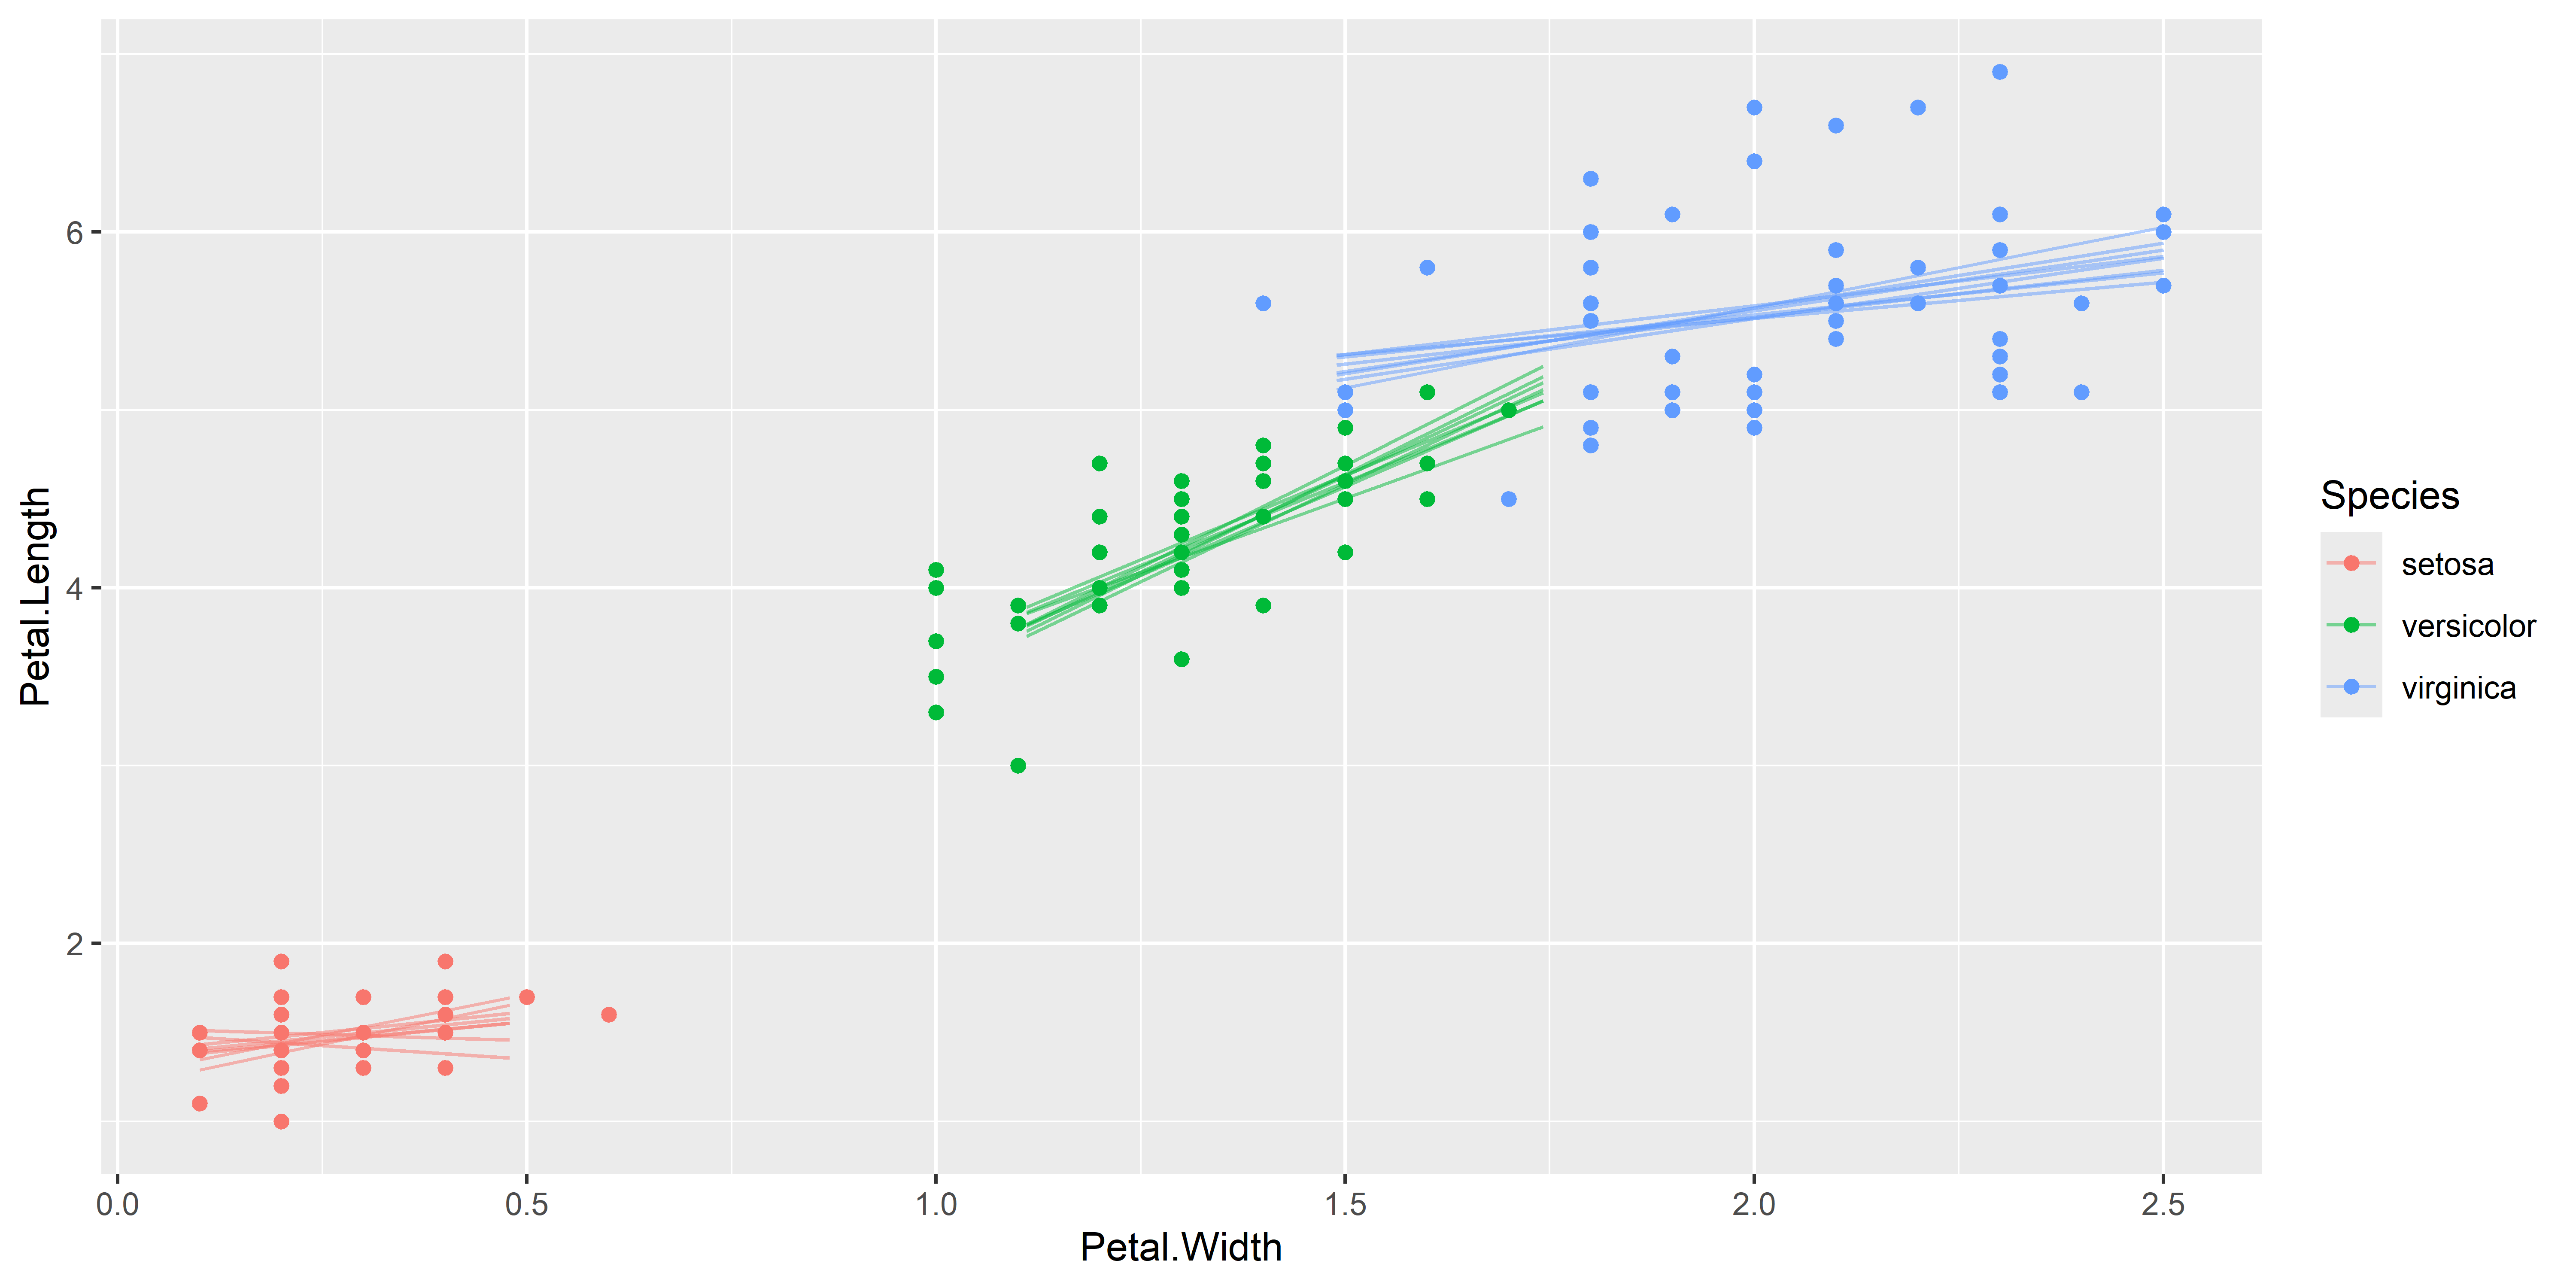 Petal.Length
6
4
2
0.0 0.5 1.0 1.5 2.0 2.5
Petal.Width
Species
setosa
versicolor
virginica